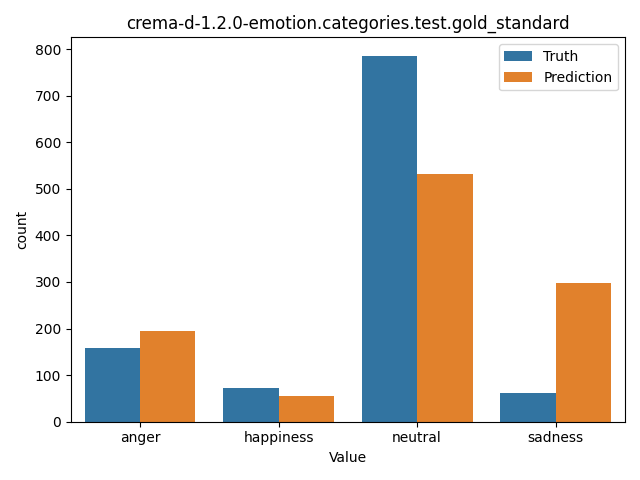 crema-d-1.2.0-emotion.categories.test.gold_standard
Truth
Prediction
count
800
700
600
500
400
300
200
100
0
anger
happiness
neutral
sadness
Value